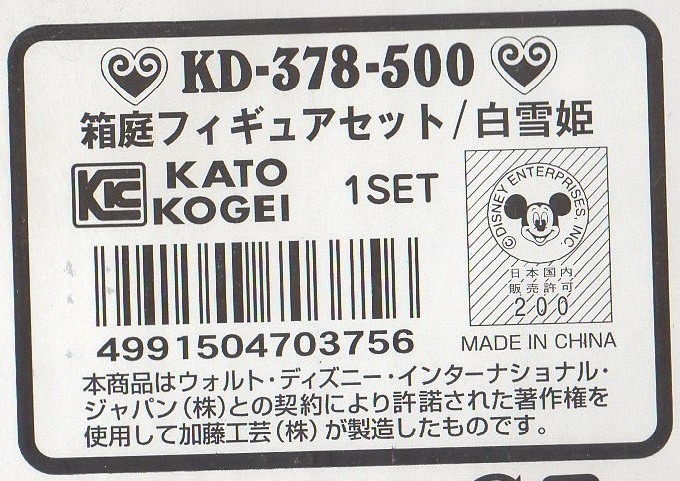 KD-378-500
箱庭フィギュアセット/白雪姫
KC KATO
KOGEI
1SET
©DISNEY ENTERPRISES, INC.
日本国内
販売許可
200
4991504703756
MADE IN CHINA
本商品はウォルト・ディズニー・インターナショナル・
ジャパン(株)との契約により許諾された著作権を
使用して加藤工芸(株)が製造したものです。